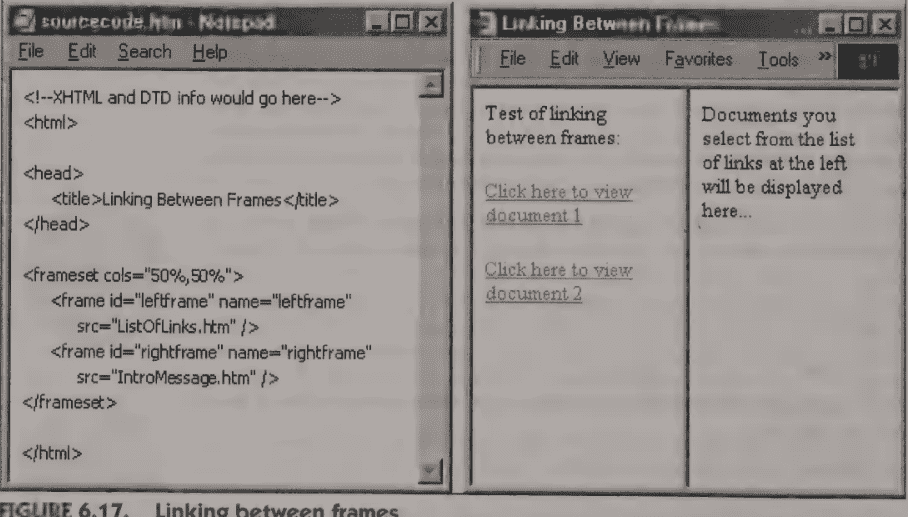 sourcecode.htm - Notepad
File Edit Search Help
<!--XHTML and DTD info would go here-->
<html>
<head>
<title>Linking Between Frames</title>
</head>
<frameset cols="50%,50%">
<frame id="leftframe" name="leftframe"
src="ListOfLinks.htm" />
<frame id="rightframe" name="rightframe"
src="IntroMessage.htm" />
</frameset>
</html>
Linking Between Frames
File Edit View Favorites Tools »
Test of linking
between frames:
Click here to view
document 1
Click here to view
document 2
Documents you
select from the list
of links at the left
will be displayed
here...
FIGURE 6.17. Linking between frames